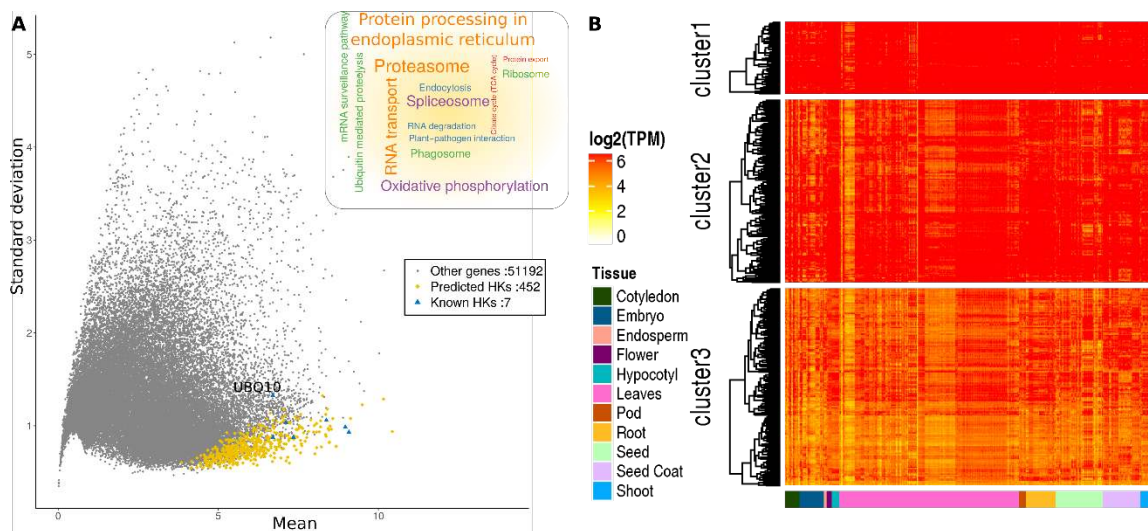 A
Standard deviation
5
4
3
2
1
0
5
10
Mean
Protein processing in
endoplasmic reticulum
mRNA surveillance pathway
Ubiquitin mediated proteolysis
Proteasome
RNA transport
Endocytosis
Spliceosome
Citrate cycle (TCA cycle)
Protein export
Ribosome
RNA degradation
Plant−pathogen interaction
Phagosome
Oxidative phosphorylation
Other genes :51192
Predicted HKs :452
Known HKs :7
UBQ10
B
cluster1
cluster2
cluster3
log2(TPM)
6
4
2
0
Tissue
Cotyledon
Embryo
Endosperm
Flower
Hypocotyl
Leaves
Pod
Root
Seed
Seed Coat
Shoot